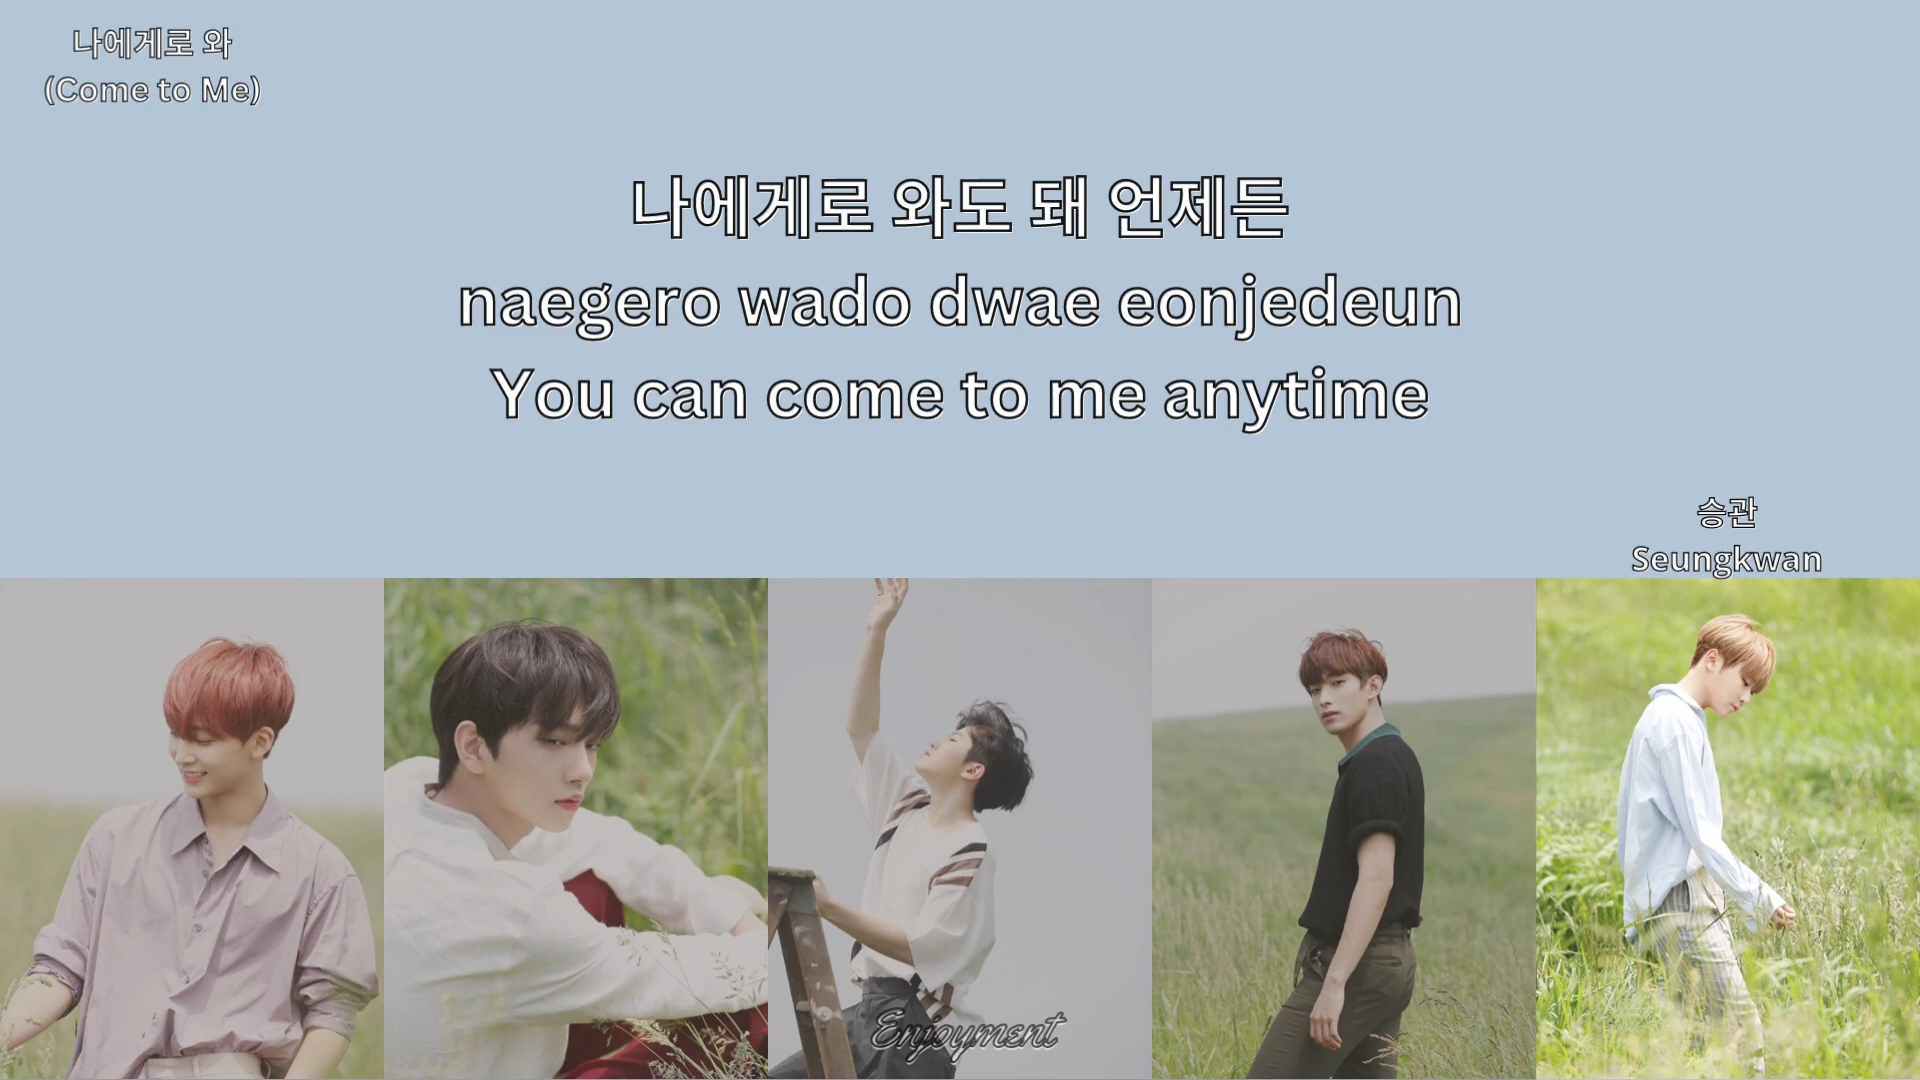 나에게로 와
(Come to Me)
나에게로 와도 돼 언제든
naegero wado dwae eonjedeun
You can come to me anytime
승관
Seungkwan
Enjoyment